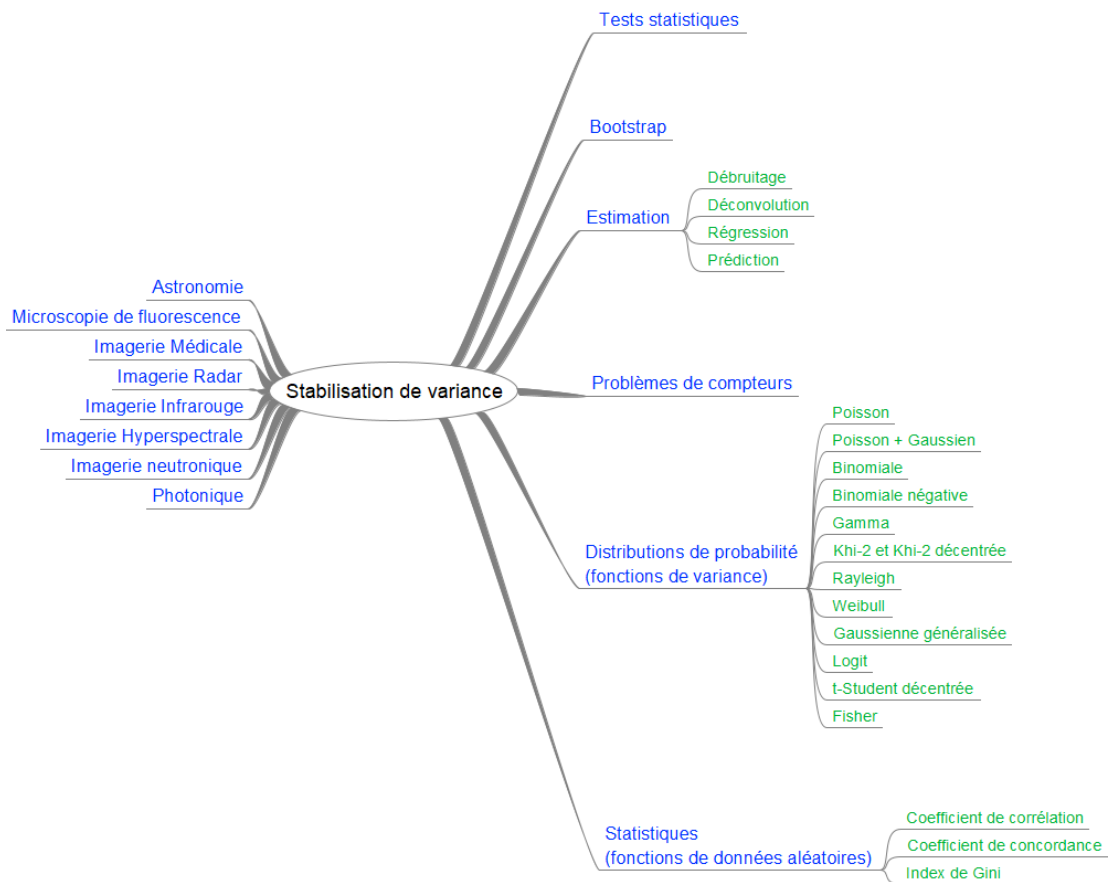 Tests statistiques
Bootstrap
Estimation
Débruitage
Déconvolution
Régression
Prédiction
Astronomie
Microscopie de fluorescence
Imagerie Médicale
Imagerie Radar
Imagerie Infrarouge
Imagerie Hyperspectrale
Imagerie neutronique
Photonique
Stabilisation de variance
Problèmes de compteurs
Distributions de probabilité
(fonctions de variance)
Poisson
Poisson + Gaussien
Binomiale
Binomiale négative
Gamma
Khi-2 et Khi-2 décentrée
Rayleigh
Weibull
Gaussienne généralisée
Logit
t-Student décentrée
Fisher
Statistiques
(fonctions de données aléatoires)
Coefficient de corrélation
Coefficient de concordance
Index de Gini